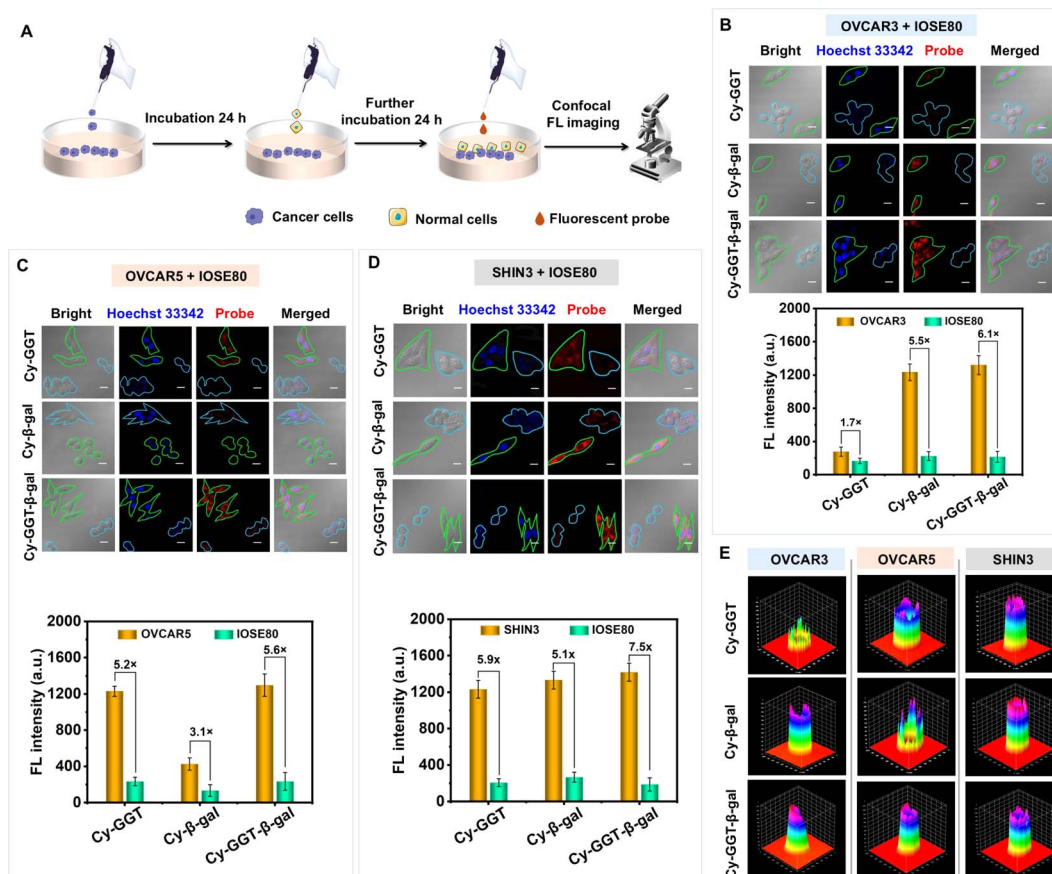 A
Incubation 24 h
Further
incubation 24 h
Confocal
FL imaging
Cancer cells
Normal cells
Fluorescent probe
B
OVCAR3 + IOSE80
Bright Hoechst 33342 Probe Merged
Cy-GGT
Cy-β-gal
Cy-GGT-β-gal
FL intensity (a.u.)
2000
1600
1200
800
400
0
OVCAR3 IOSE80
1.7×
5.5×
6.1×
Cy-GGT
Cy-β-gal
Cy-GGT-β-gal
C
OVCAR5 + IOSE80
Bright Hoechst 33342 Probe Merged
Cy-GGT
Cy-β-gal
Cy-GGT-β-gal
FL intensity (a.u.)
2000
1600
1200
800
400
0
OVCAR5 IOSE80
5.2×
3.1×
5.6×
Cy-GGT
Cy-β-gal
Cy-GGT-β-gal
D
SHIN3 + IOSE80
Bright Hoechst 33342 Probe Merged
Cy-GGT
Cy-β-gal
Cy-GGT-β-gal
FL intensity (a.u.)
2000
1600
1200
800
400
0
SHIN3 IOSE80
5.9x
5.1x
7.5x
Cy-GGT
Cy-β-gal
Cy-GGT-β-gal
E
OVCAR3 OVCAR5 SHIN3
Cy-GGT
Cy-β-gal
Cy-GGT-β-gal